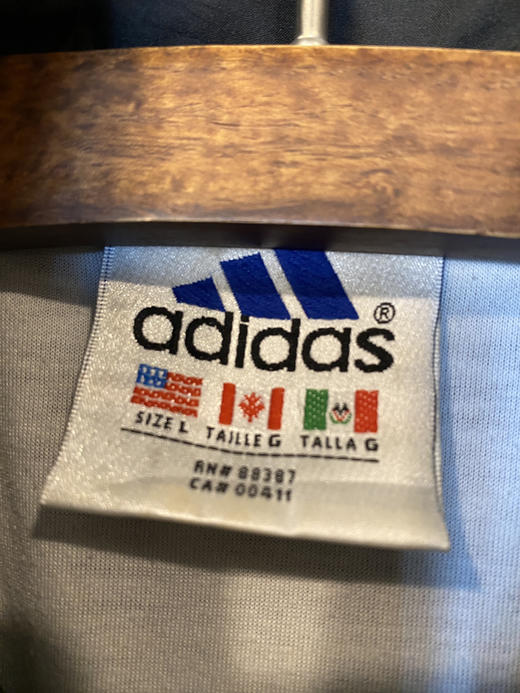 adidas®
SIZE L TAILLE G TALLA G
RN# 88387
CA# 00411